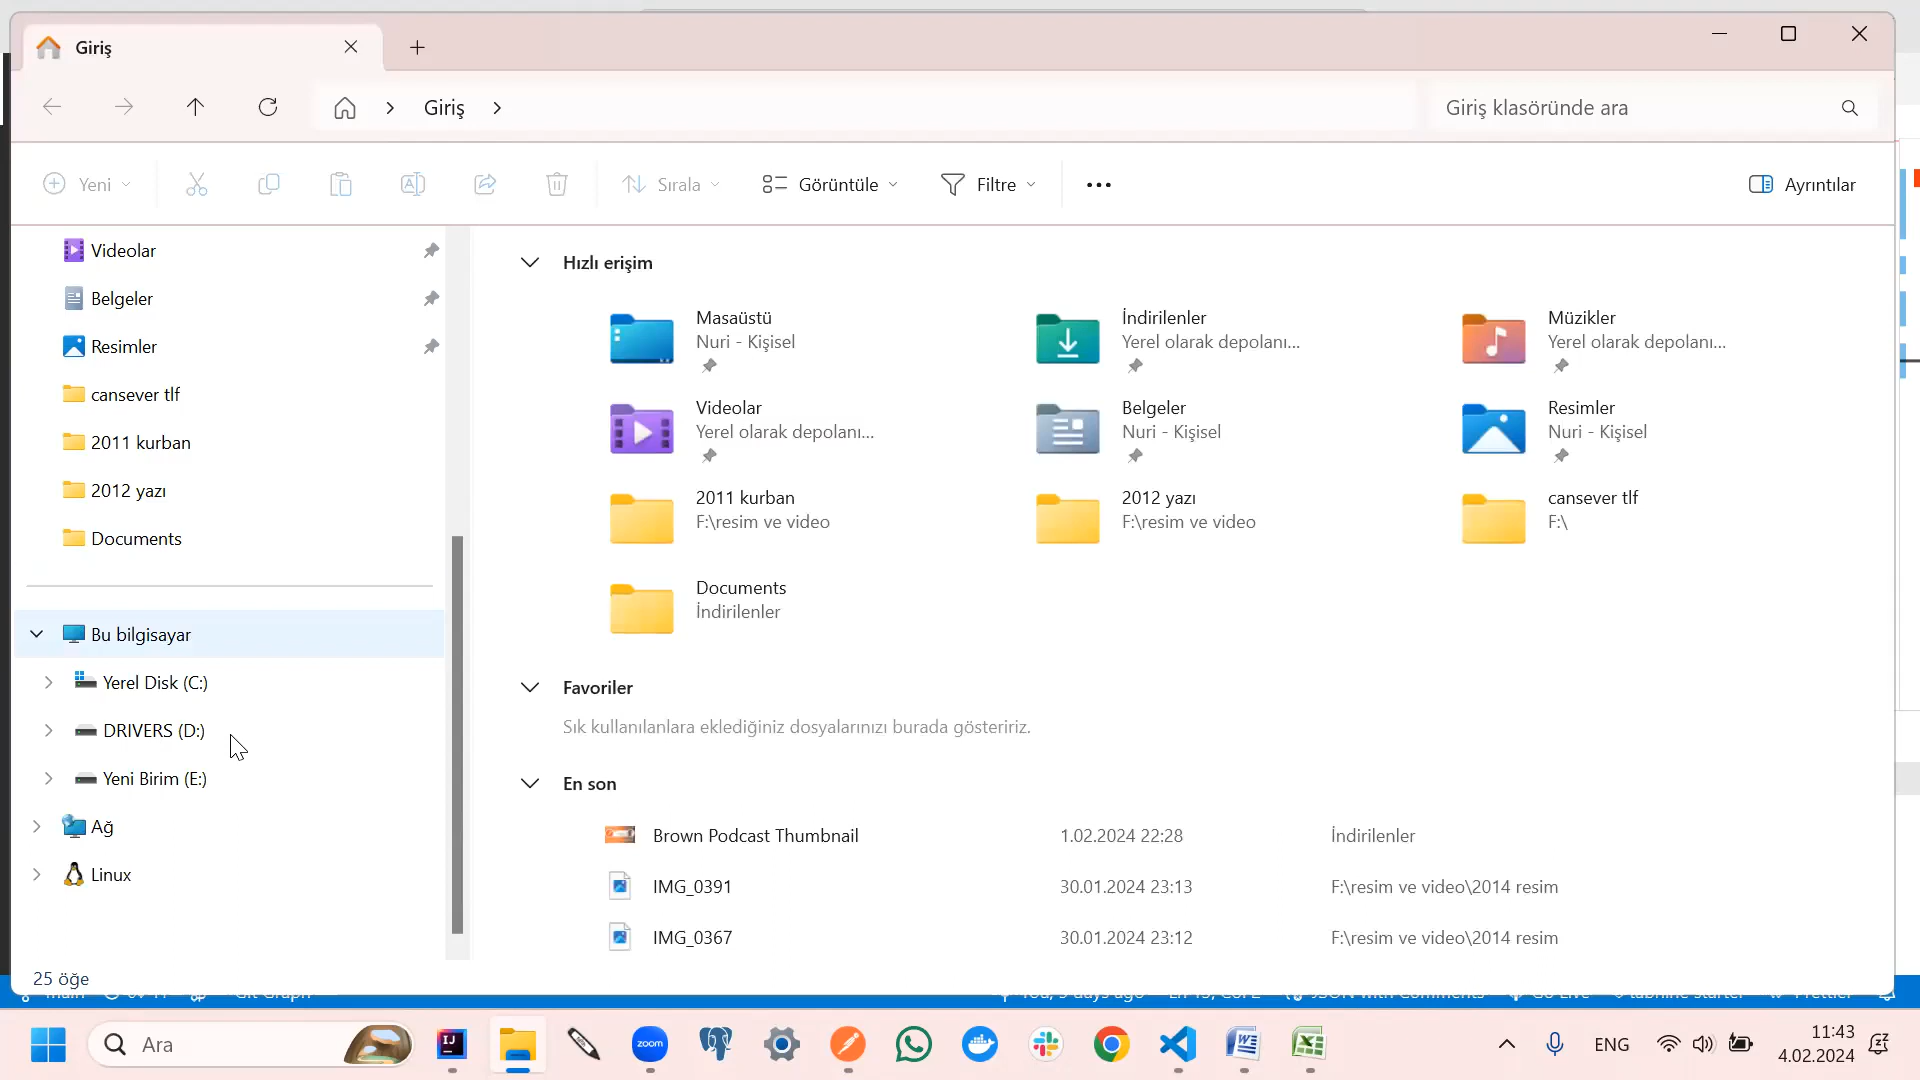 Giriş
Giriş
Giriş klasöründe ara
Yeni
Sırala
Görüntüle
Filtre
Ayrıntılar
Videolar
Belgeler
Resimler
cansever tlf
2011 kurban
2012 yazı
Documents
Bu bilgisayar
Yerel Disk (C:)
DRIVERS (D:)
Yeni Birim (E:)
Ağ
Linux
Hızlı erişim
Masaüstü
Nuri - Kişisel
İndirilenler
Yerel olarak depolanı...
Müzikler
Yerel olarak depolanı...
Videolar
Yerel olarak depolanı...
Belgeler
Nuri - Kişisel
Resimler
Nuri - Kişisel
2011 kurban
F:\resim ve video
2012 yazı
F:\resim ve video
cansever tlf
F:\
Documents
İndirilenler
Favoriler
Sık kullanılanlara eklediğiniz dosyalarınızı burada gösteririz.
En son
Brown Podcast Thumbnail 1.02.2024 22:28 İndirilenler
IMG_0391 30.01.2024 23:13 F:\resim ve video\2014 resim
IMG_0367 30.01.2024 23:12 F:\resim ve video\2014 resim
25 öğe
Ara
IJ
zoom
ENG
11:43
4.02.2024